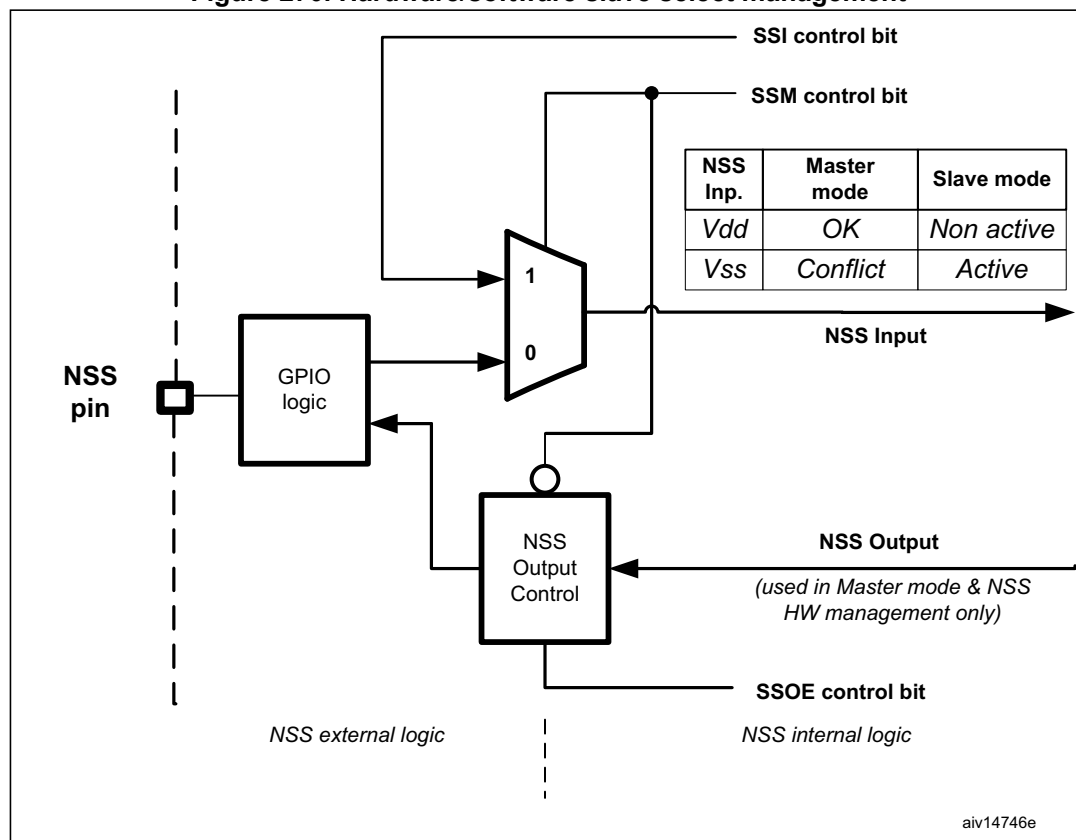 SSI control bit
SSM control bit
NSS Inp. Master mode Slave mode
Vdd OK Non active
Vss Conflict Active
1
0
NSS Input
NSS
pin
GPIO
logic
NSS
Output
Control
NSS Output
(used in Master mode & NSS
HW management only)
SSOE control bit
NSS external logic
NSS internal logic
aiv14746e